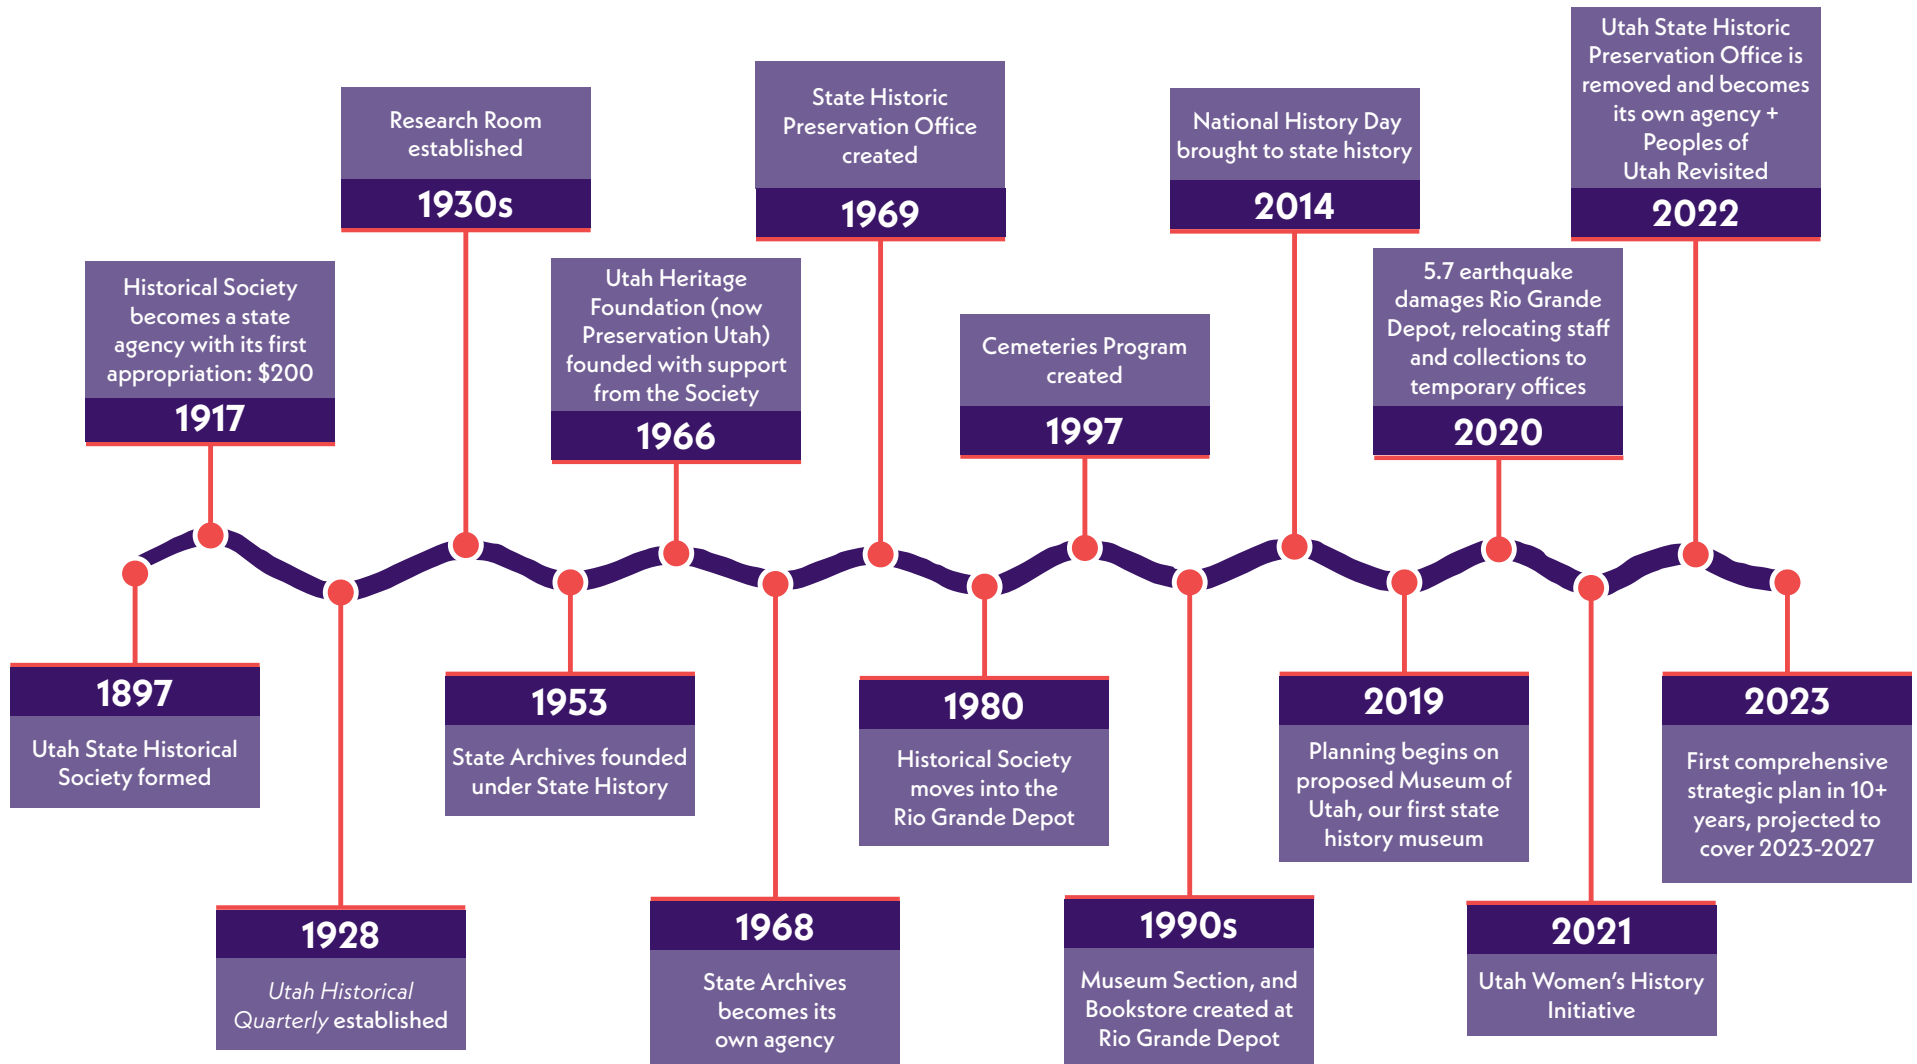 Utah State Historic
Preservation Office is
removed and becomes
its own agency +
Peoples of
Utah Revisited
2022
State Historic
Preservation Office
created
1969
Research Room
established
1930s
National History Day
brought to state history
2014
Historical Society
becomes a state
agency with its first
appropriation: $200
1917
Utah Heritage
Foundation (now
Preservation Utah)
founded with support
from the Society
1966
Cemeteries Program
created
1997
5.7 earthquake
damages Rio Grande
Depot, relocating staff
and collections to
temporary offices
2020
1897
Utah State Historical
Society formed
1953
State Archives founded
under State History
1980
Historical Society
moves into the
Rio Grande Depot
2019
Planning begins on
proposed Museum of
Utah, our first state
history museum
2023
First comprehensive
strategic plan in 10+
years, projected to
cover 2023-2027
1928
Utah Historical
Quarterly established
1968
State Archives
becomes its
own agency
1990s
Museum Section, and
Bookstore created at
Rio Grande Depot
2021
Utah Women's History
Initiative